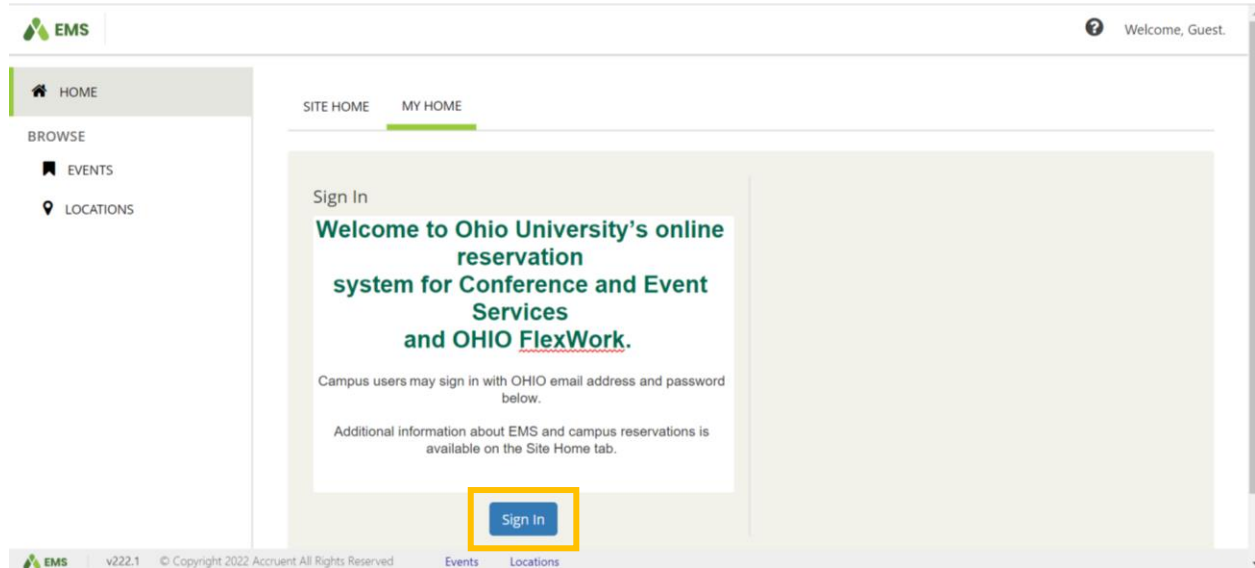 EMS
Welcome, Guest.
HOME
BROWSE
EVENTS
LOCATIONS
SITE HOME MY HOME
Sign In
Welcome to Ohio University’s online
reservation
system for Conference and Event
Services
and OHIO FlexWork.
Campus users may sign in with OHIO email address and password
below.
Additional information about EMS and campus reservations is
available on the Site Home tab.
Sign In
EMS v222.1 © Copyright 2022 Accruent All Rights Reserved Events Locations